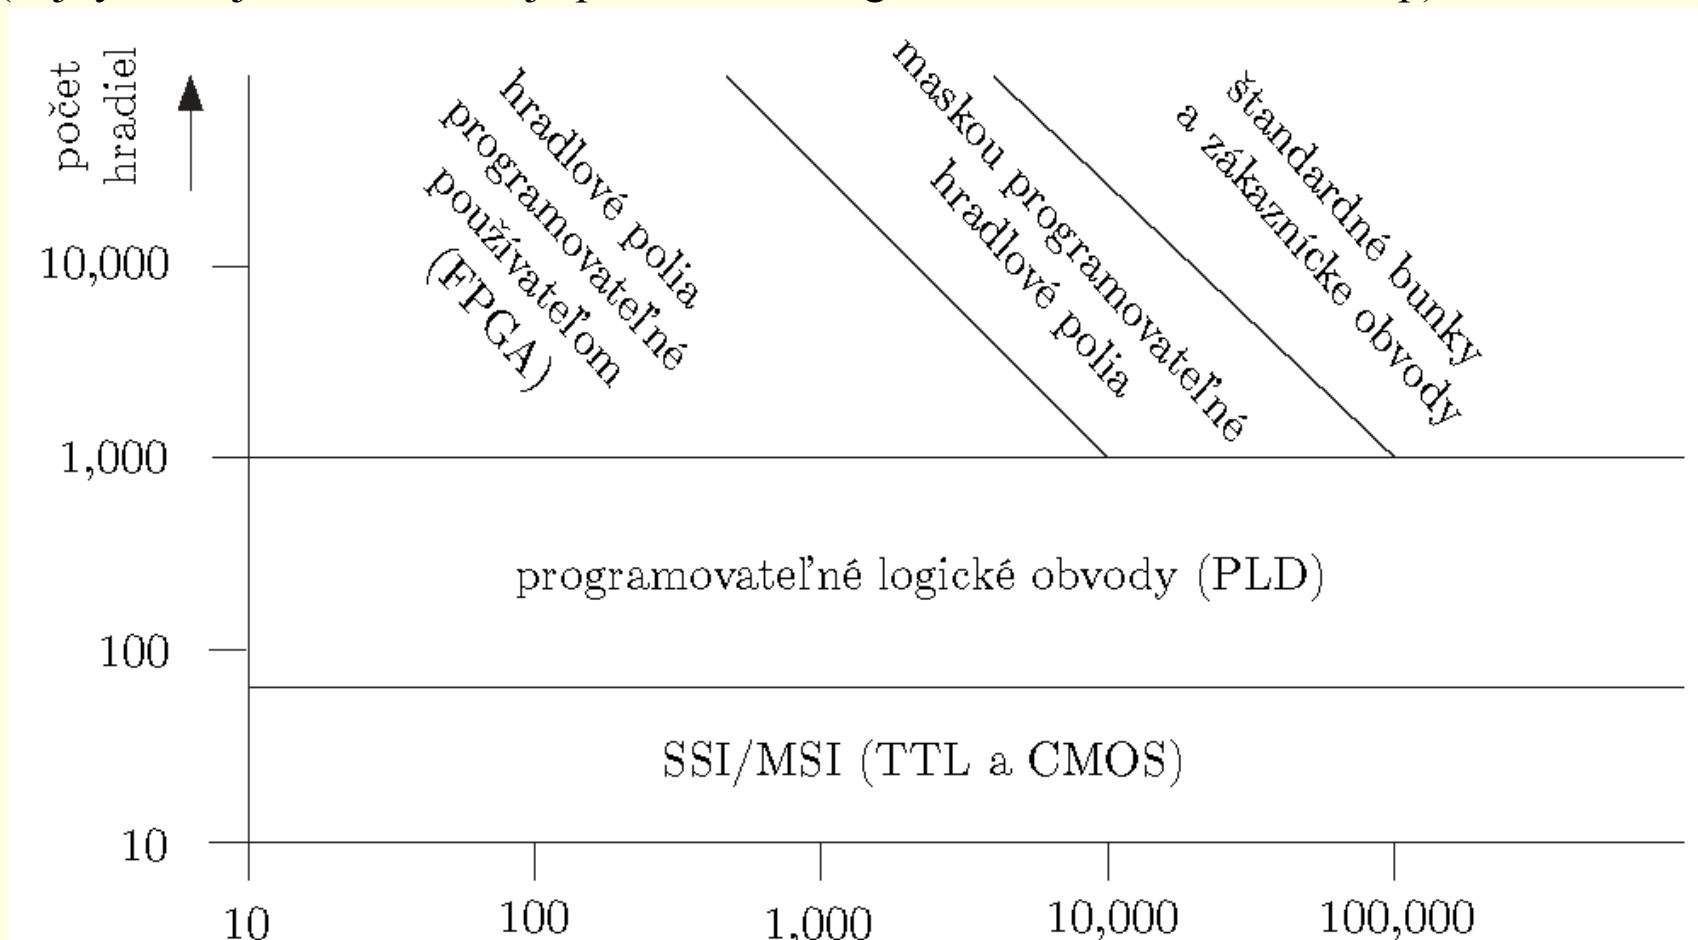 počet
hradiel
hradlové polia
programovateľné
používateľom
(FPGA)
maskou programovateľné
hradlové polia
štandardné bunky
a zákaznícke obvody
10,000
1,000
programovateľné logické obvody (PLD)
100
SSI/MSI (TTL a CMOS)
10
10 100 1,000 10,000 100,000